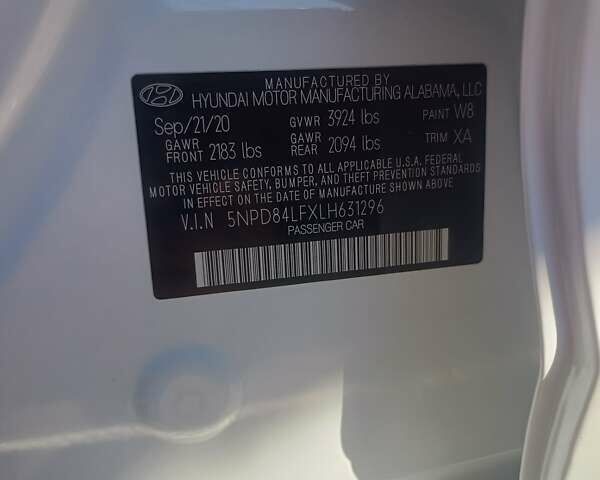 MANUFACTURED BY
HYUNDAI MOTOR MANUFACTURING ALABAMA, LLC
Sep/21/20 GVWR 3924 lbs PAINT W8
GAWR FRONT 2183 lbs GAWR REAR 2094 lbs TRIM XA
THIS VEHICLE CONFORMS TO ALL APPLICABLE U.S.A. FEDERAL
MOTOR VEHICLE SAFETY, BUMPER, AND THEFT PREVENTION STANDARDS
IN EFFECT ON THE DATE OF MANUFACTURE SHOWN ABOVE.
V.I.N 5NPD84LFXLH631296
PASSENGER CAR